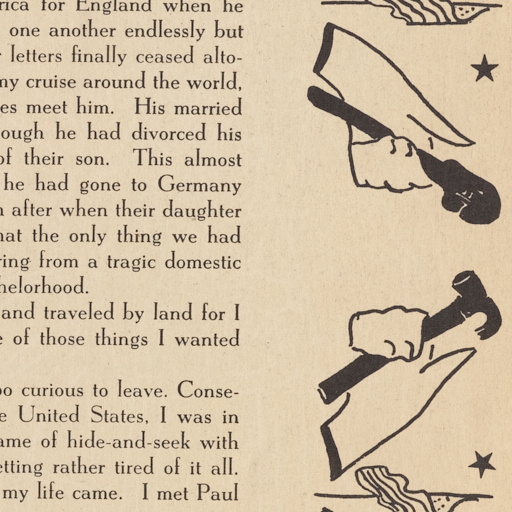 rica for England when he
one another endlessly but
letters finally ceased alto-
my cruise around the world,
es meet him. His married
ough he had divorced his
of their son. This almost
he had gone to Germany
after when their daughter
hat the only thing we had
ring from a tragic domestic
helorhood.
and traveled by land for I
of those things I wanted
oo curious to leave. Conse-
United States, I was in
ame of hide-and-seek with
etting rather tired of it all.
my life came. I met Paul